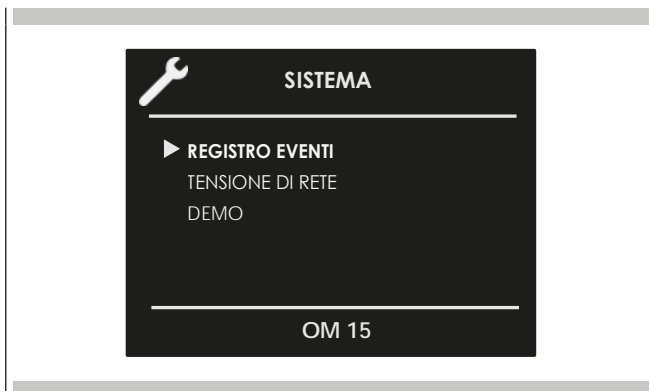 SISTEMA
REGISTRO EVENTI
TENSIONE DI RETE
DEMO
OM 15